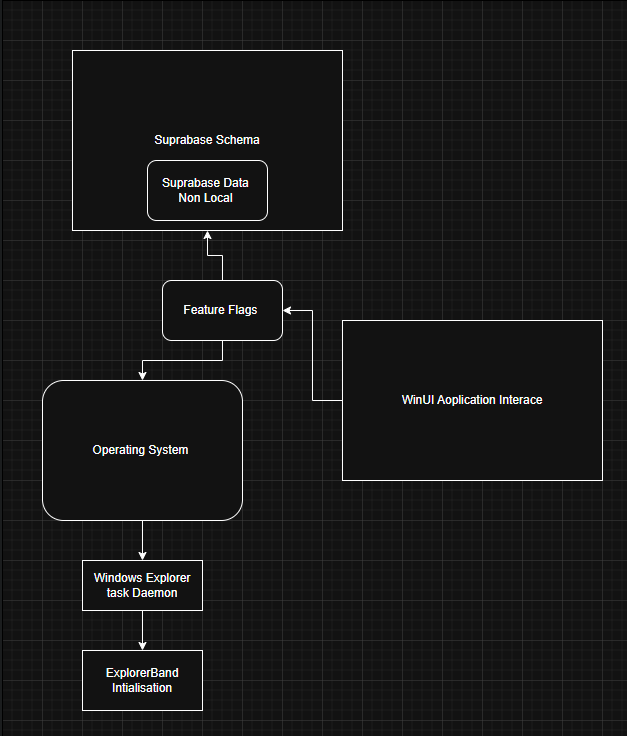 Suprabase Schema
Suprabase Data
Non Local
Feature Flags
WinUI Aoplication Interace
Operating System
Windows Explorer
task Daemon
ExplorerBand
Intialisation